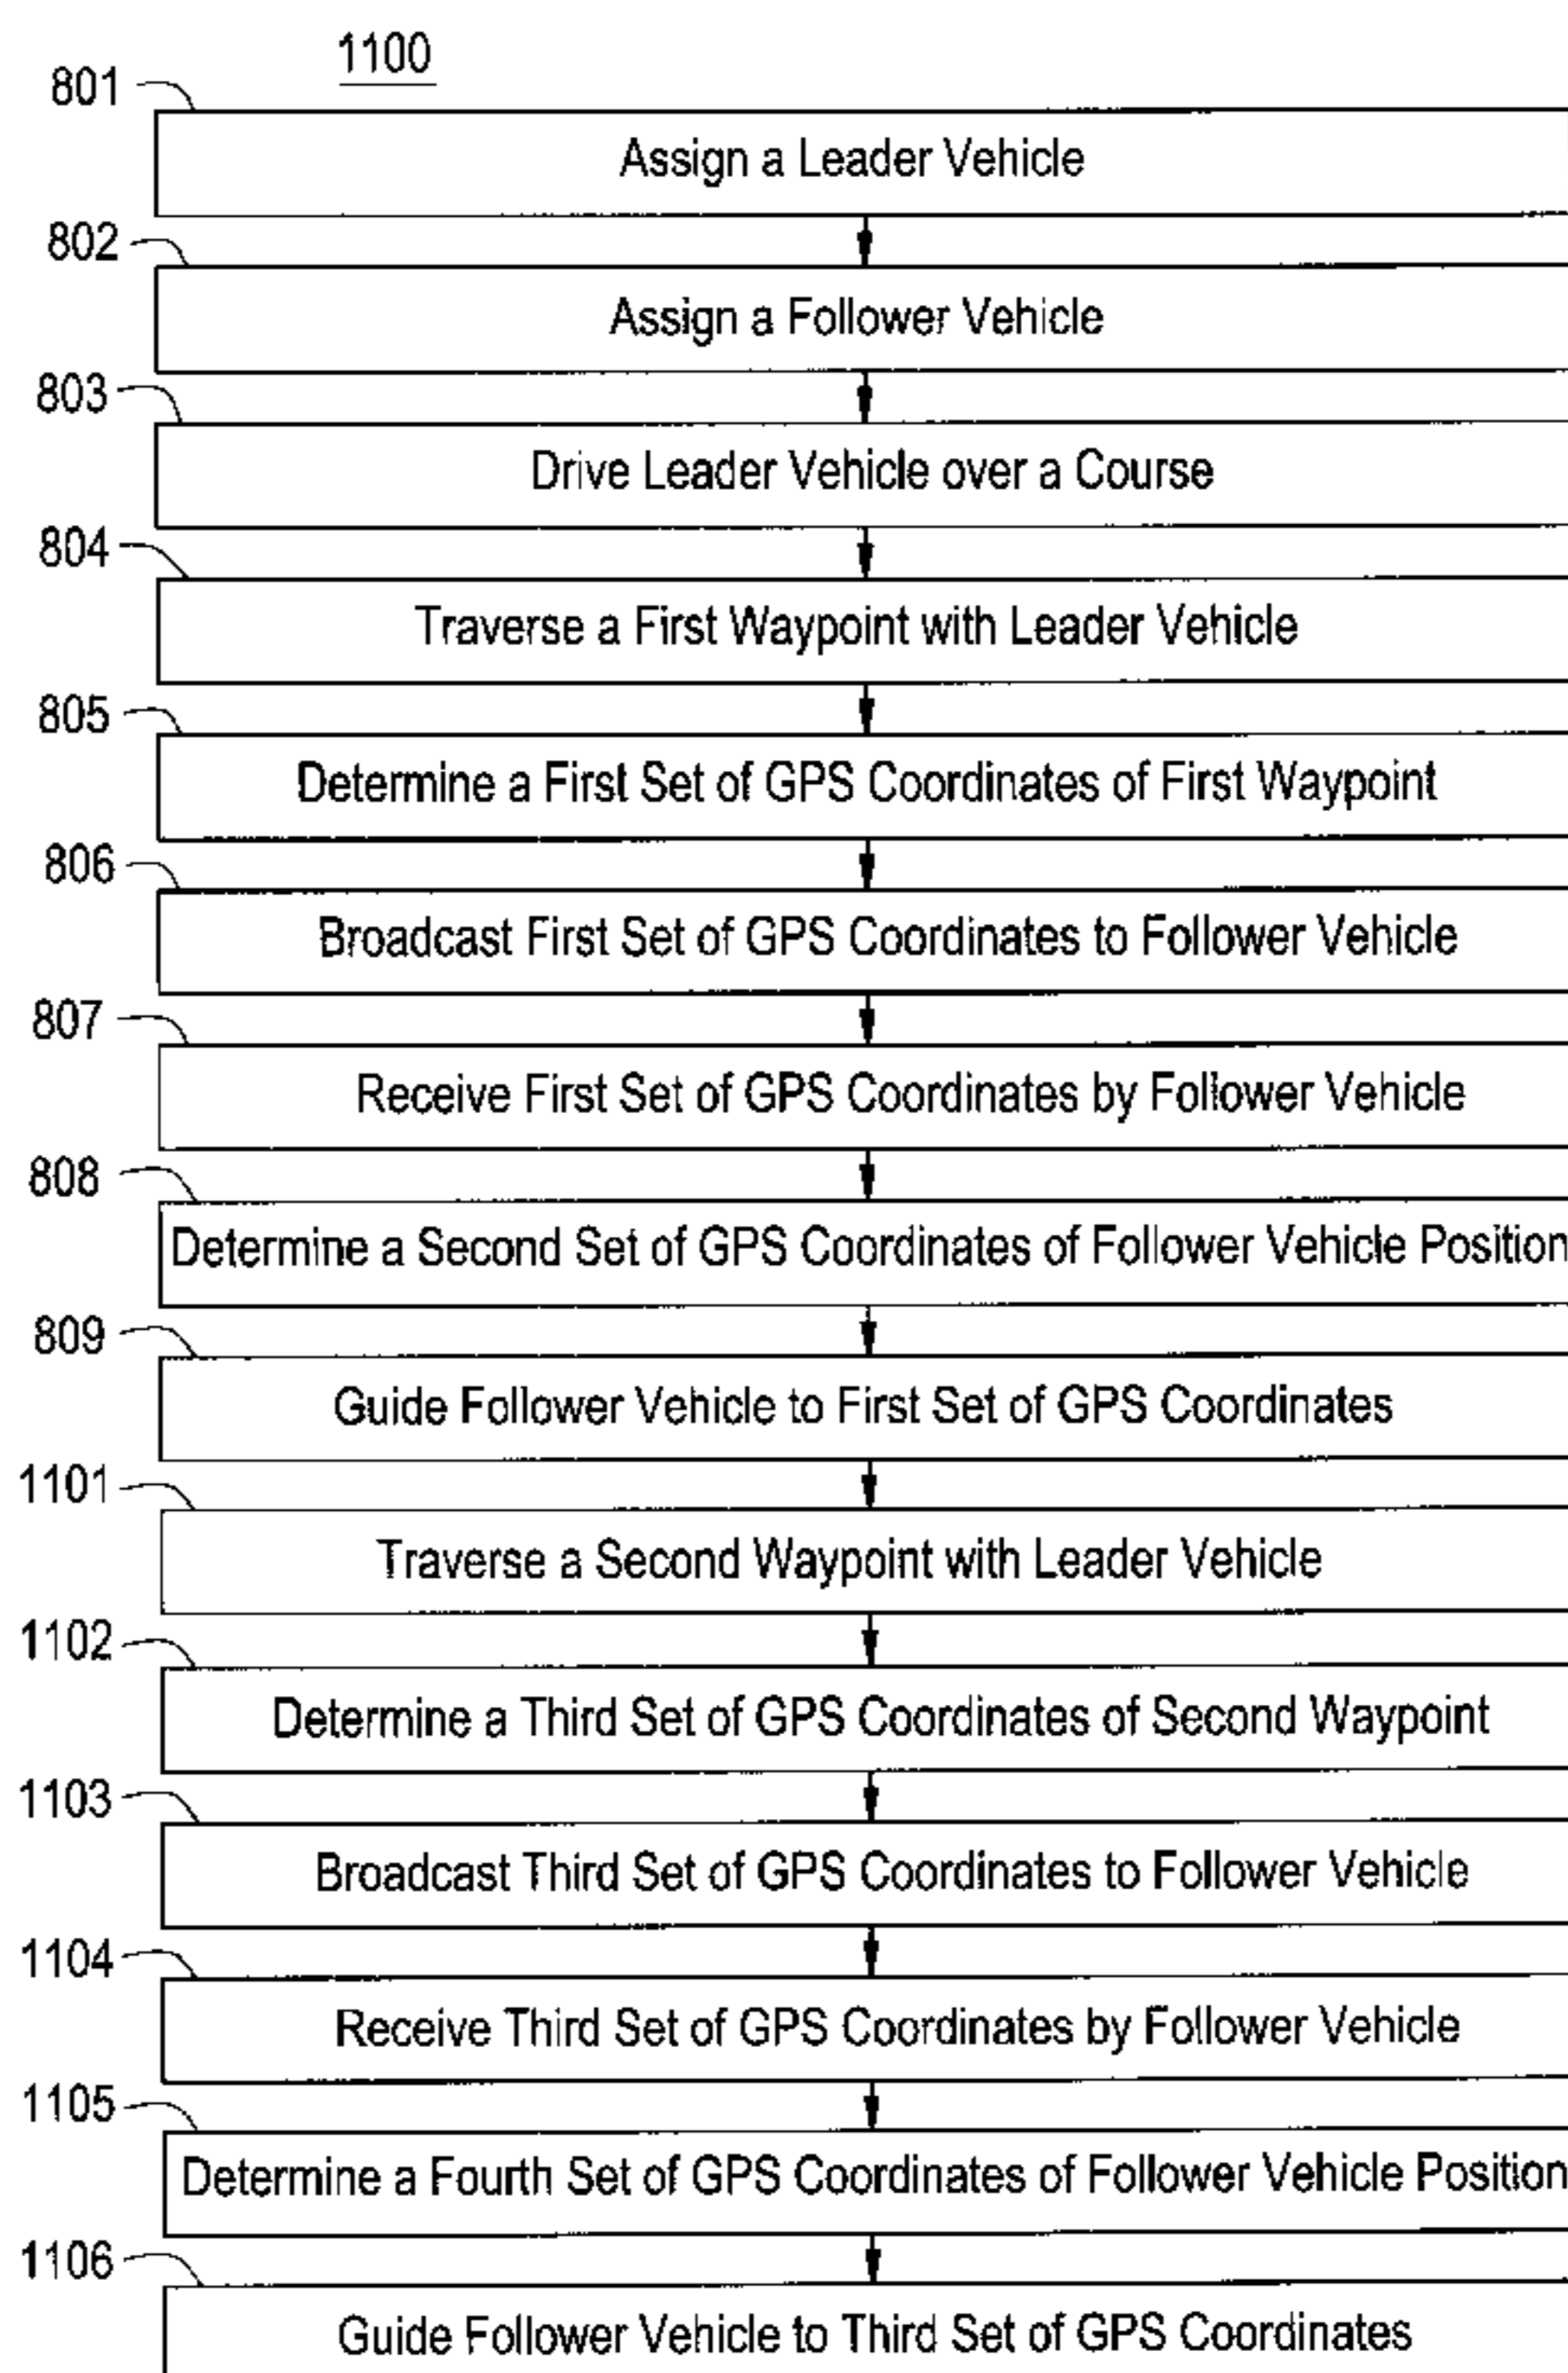 1100
801
Assign a Leader Vehicle
802
Assign a Follower Vehicle
803
Drive Leader Vehicle over a Course
804
Traverse a First Waypoint with Leader Vehicle
805
Determine a First Set of GPS Coordinates of First Waypoint
806
Broadcast First Set of GPS Coordinates to Follower Vehicle
807
Receive First Set of GPS Coordinates by Follower Vehicle
808
Determine a Second Set of GPS Coordinates of Follower Vehicle Position
809
Guide Follower Vehicle to First Set of GPS Coordinates
1101
Traverse a Second Waypoint with Leader Vehicle
1102
Determine a Third Set of GPS Coordinates of Second Waypoint
1103
Broadcast Third Set of GPS Coordinates to Follower Vehicle
1104
Receive Third Set of GPS Coordinates by Follower Vehicle
1105
Determine a Fourth Set of GPS Coordinates of Follower Vehicle Position
1106
Guide Follower Vehicle to Third Set of GPS Coordinates